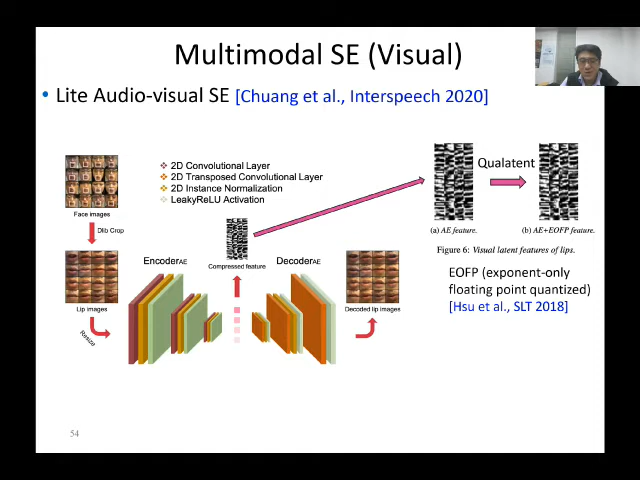 Multimodal SE (Visual)
• Lite Audio-visual SE [Chuang et al., Interspeech 2020]
2D Convolutional Layer
2D Transposed Convolutional Layer
2D Instance Normalization
LeakyReLU Activation
Face images
Dlib Crop
Lip images
Resize
EncoderAE
Compressed feature
DecoderAE
Decoded lip images
Qualatent
(a) AE feature.
(b) AE+EOFP feature.
Figure 6: Visual latent features of lips.
EOFP (exponent-only
floating point quantized)
[Hsu et al., SLT 2018]
54